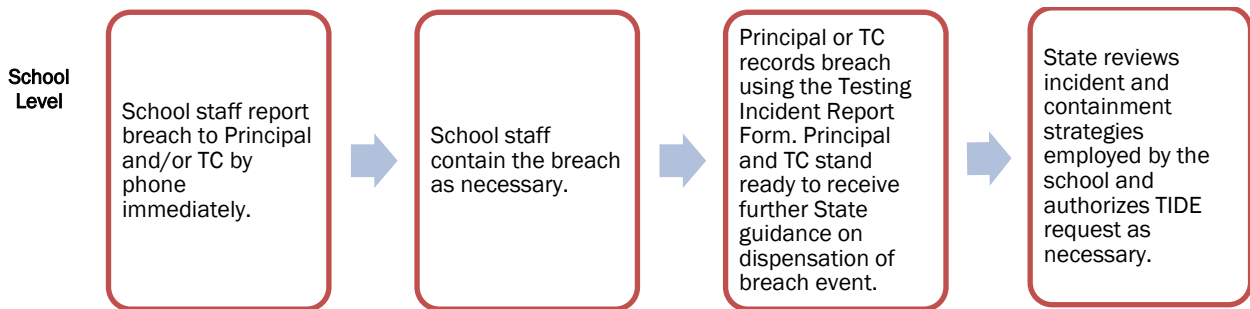 School
Level
School staff report
breach to Principal
and/or TC by
phone
immediately.
School staff
contain the breach
as necessary.
Principal or TC
records breach
using the Testing
Incident Report
Form. Principal
and TC stand
ready to receive
further State
guidance on
dispensation of
breach event.
State reviews
incident and
containment
strategies
employed by the
school and
authorizes TIDE
request as
necessary.